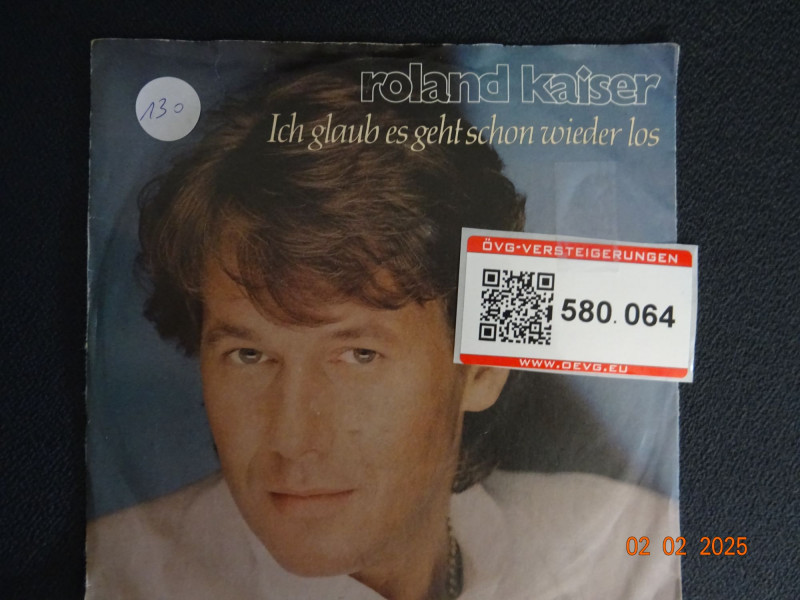 roland kaiser
Ich glaub es geht schon wieder los
130
ÖVG-VERSTEIGERUNGEN
580.064
WWW.OEVG.EU
02 02 2025